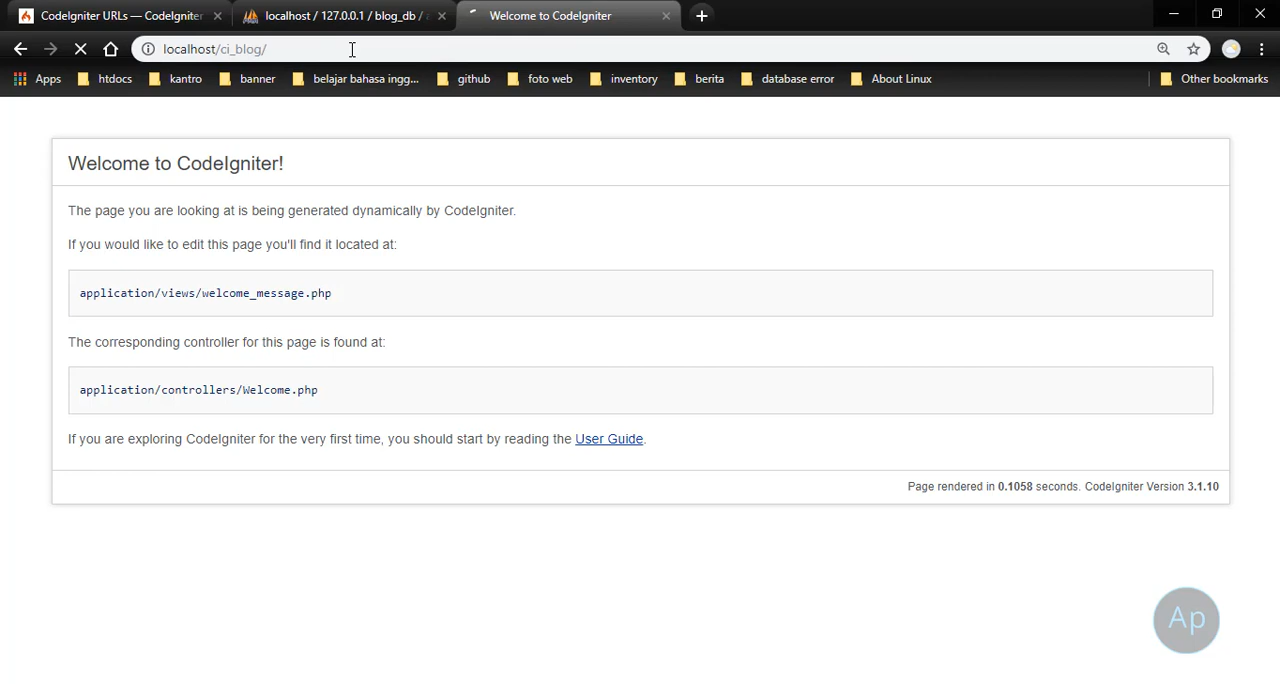 CodeIgniter URLs — CodeIgniter
localhost / 127.0.0.1 / blog_db /
Welcome to CodeIgniter
localhost/ci_blog/
Apps htdocs kantro banner belajar bahasa ingg... github foto web inventory berita database error About Linux Other bookmarks
Welcome to CodeIgniter!
The page you are looking at is being generated dynamically by CodeIgniter.
If you would like to edit this page you'll find it located at:
application/views/welcome_message.php
The corresponding controller for this page is found at:
application/controllers/Welcome.php
If you are exploring CodeIgniter for the very first time, you should start by reading the User Guide.
Page rendered in 0.1058 seconds. CodeIgniter Version 3.1.10
Ap